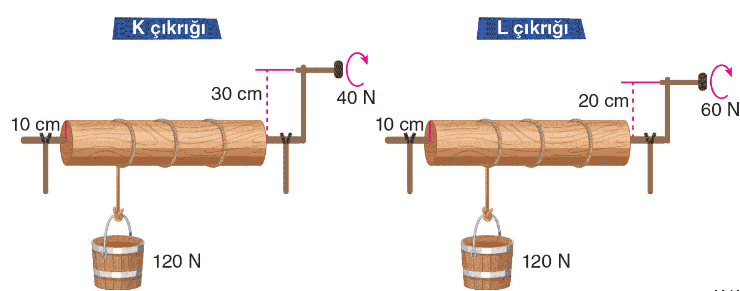 K çıkrığı
30 cm
40 N
10 cm
120 N
L çıkrığı
20 cm
60 N
10 cm
120 N